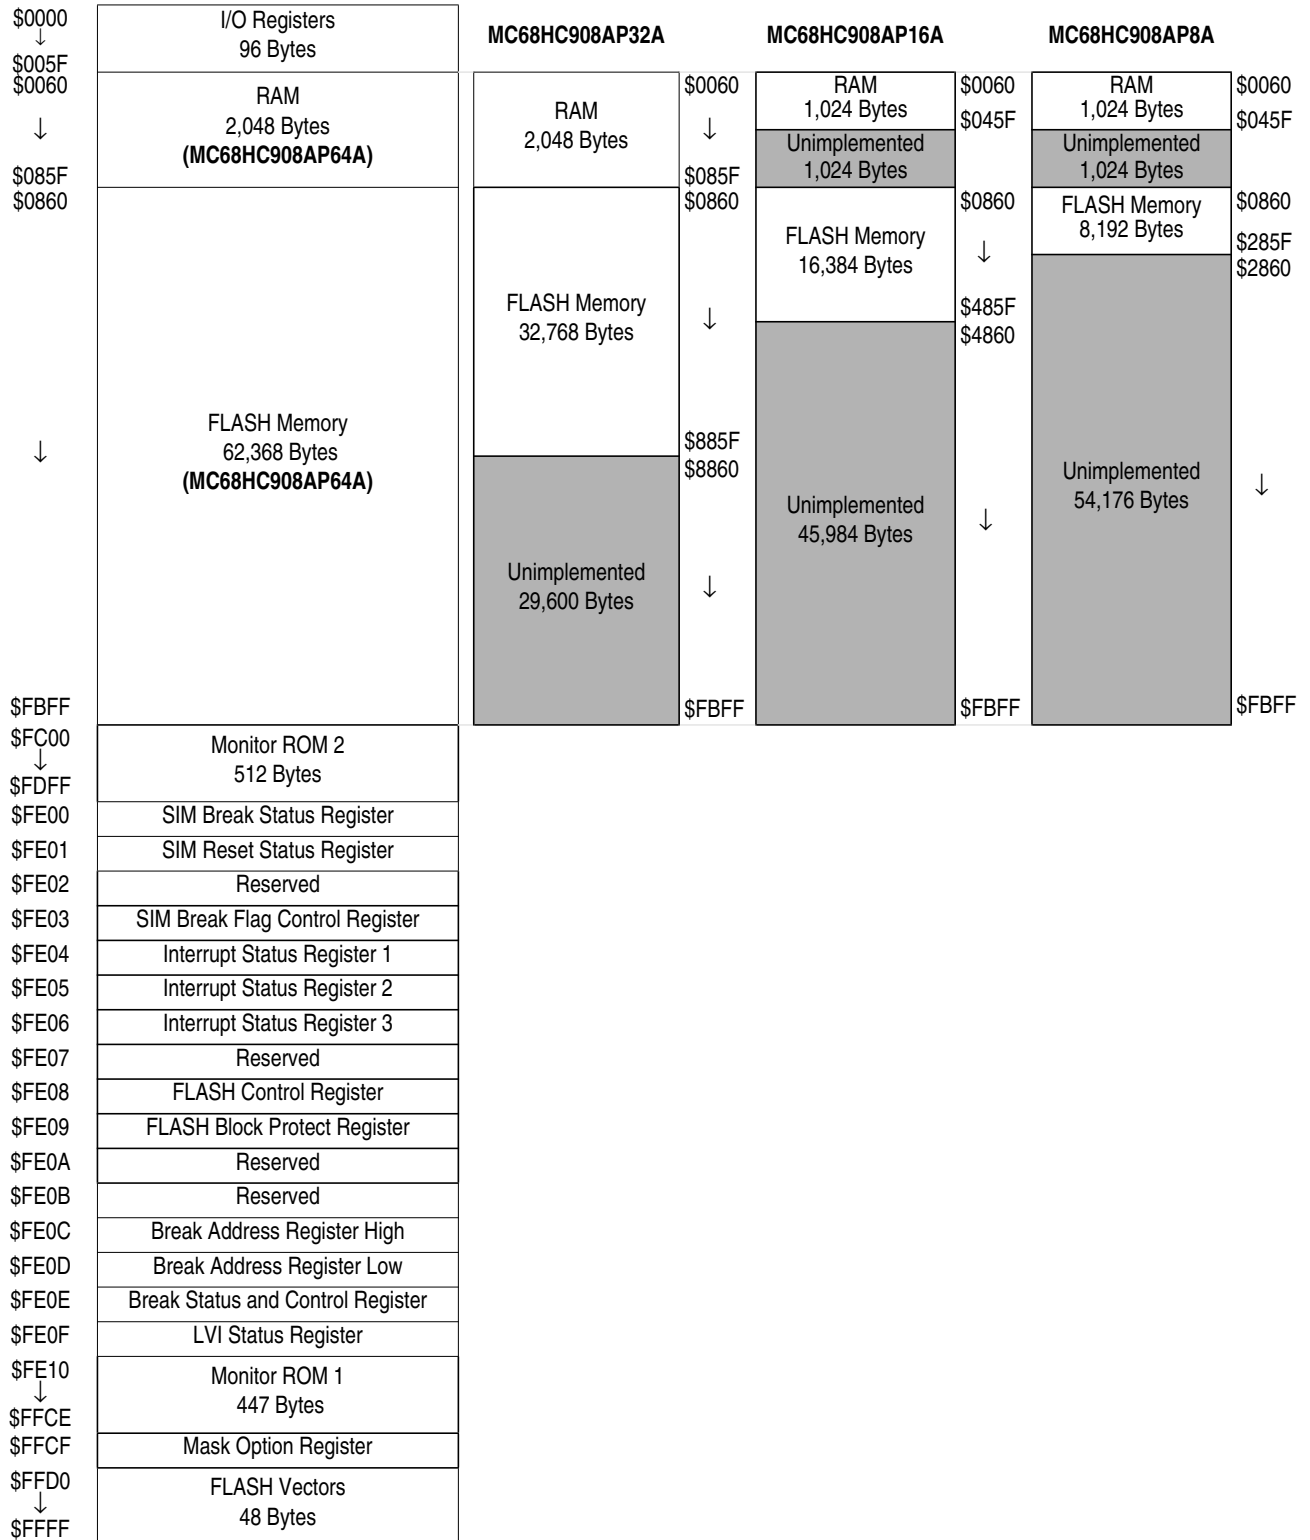 $0000
↓
$005F
I/O Registers
96 Bytes
MC68HC908AP32A
MC68HC908AP16A
MC68HC908AP8A
$0060
↓
$085F
RAM
2,048 Bytes
(MC68HC908AP64A)
RAM
2,048 Bytes
$0060
↓
$085F
RAM
1,024 Bytes
$0060
$045F
Unimplemented
1,024 Bytes
RAM
1,024 Bytes
$0060
$045F
Unimplemented
1,024 Bytes
$0860
↓
$FBFF
FLASH Memory
62,368 Bytes
(MC68HC908AP64A)
FLASH Memory
32,768 Bytes
$0860
↓
$885F
Unimplemented
29,600 Bytes
$8860
↓
$FBFF
FLASH Memory
16,384 Bytes
$0860
↓
$485F
Unimplemented
45,984 Bytes
$4860
↓
$FBFF
FLASH Memory
8,192 Bytes
$0860
$285F
Unimplemented
54,176 Bytes
$2860
↓
$FBFF
$FC00
↓
$FDFF
Monitor ROM 2
512 Bytes
$FE00 SIM Break Status Register
$FE01 SIM Reset Status Register
$FE02 Reserved
$FE03 SIM Break Flag Control Register
$FE04 Interrupt Status Register 1
$FE05 Interrupt Status Register 2
$FE06 Interrupt Status Register 3
$FE07 Reserved
$FE08 FLASH Control Register
$FE09 FLASH Block Protect Register
$FE0A Reserved
$FE0B Reserved
$FE0C Break Address Register High
$FE0D Break Address Register Low
$FE0E Break Status and Control Register
$FE0F LVI Status Register
$FE10
↓
$FFCE
Monitor ROM 1
447 Bytes
$FFCF Mask Option Register
$FFD0
↓
$FFFF
FLASH Vectors
48 Bytes